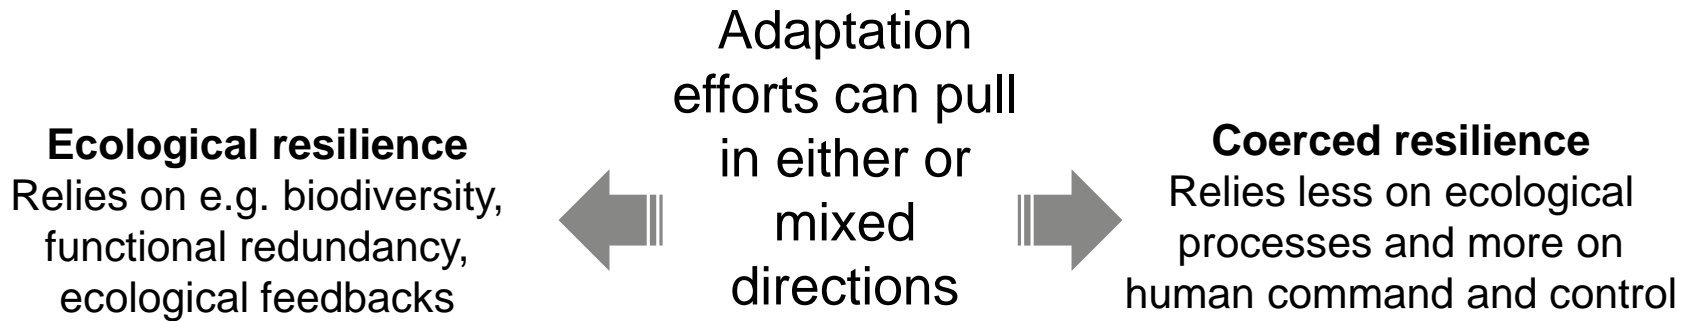 Ecological resilience
Relies on e.g. biodiversity,
functional redundancy,
ecological feedbacks
Adaptation
efforts can pull
in either or
mixed
directions
Coerced resilience
Relies less on ecological
processes and more on
human command and control